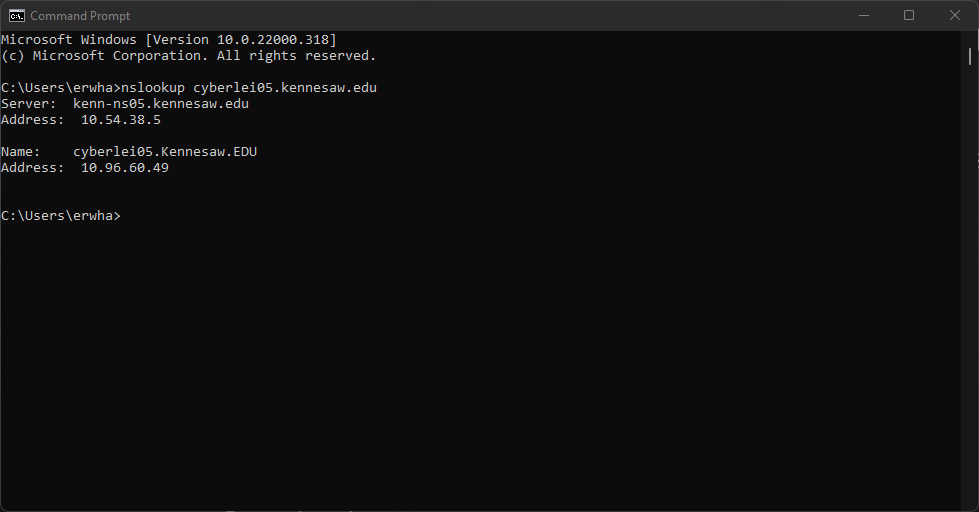 Command Prompt
Microsoft Windows [Version 10.0.22000.318]
(c) Microsoft Corporation. All rights reserved.
C:\Users\erwha>nslookup cyberlei05.kennesaw.edu
Server:  kenn-ns05.kennesaw.edu
Address:  10.54.38.5
Name:    cyberlei05.Kennesaw.EDU
Address:  10.96.60.49
C:\Users\erwha>